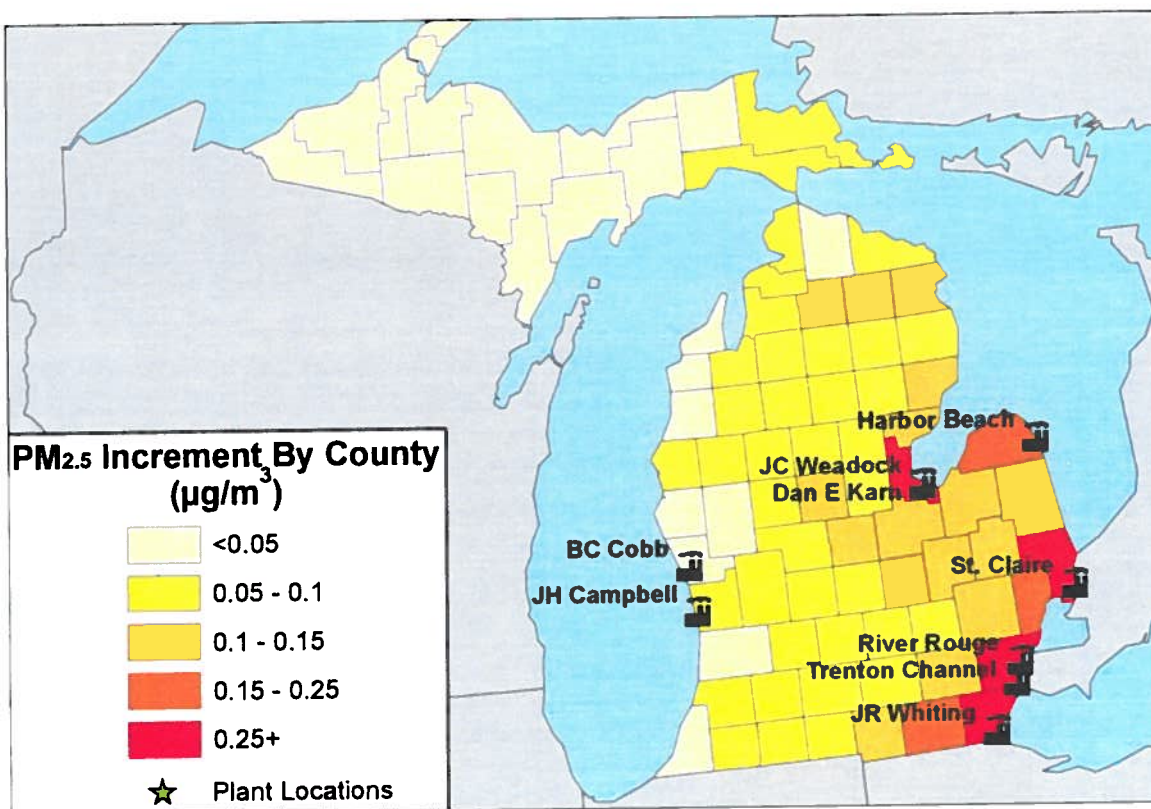 Harbor Beach
JC Weadock
Dan E Karn
BC Cobb
St. Claire
JH Campbell
River Rouge
Trenton Channel
JR Whiting
PM2.5 Increment By County
(µg/m³)
<0.05
0.05 - 0.1
0.1 - 0.15
0.15 - 0.25
0.25+
Plant Locations